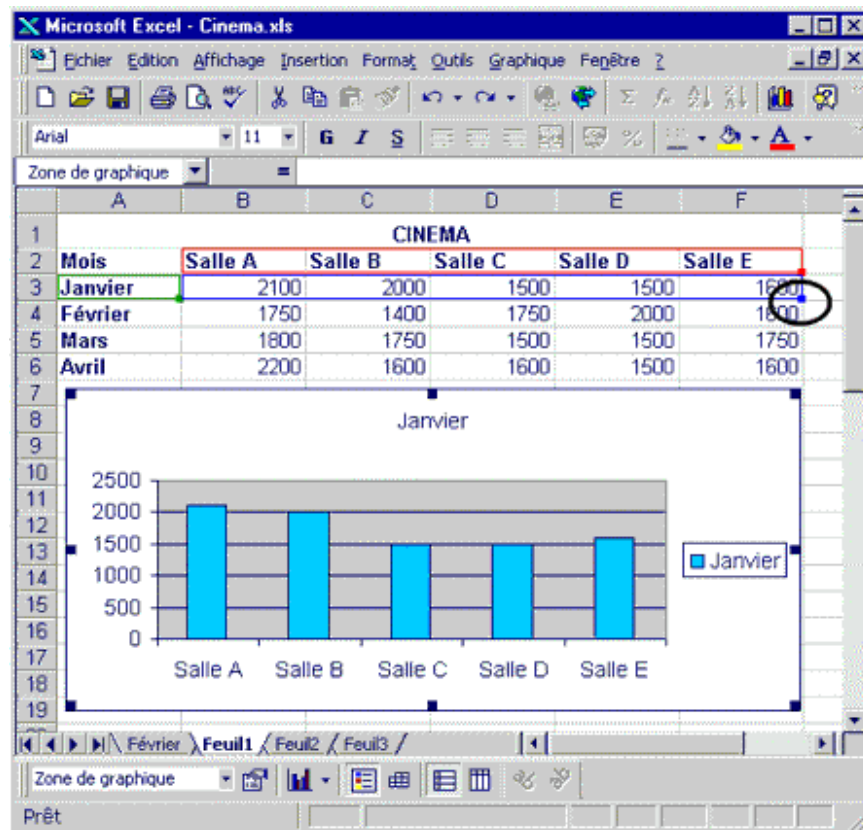 Microsoft Excel - Cinema.xls
Fichier Edition Affichage Insertion Format Outils Graphique Fenêtre ?
Arial 11 G I S
Zone de graphique =
A B C D E F
1 CINEMA
2 Mois Salle A Salle B Salle C Salle D Salle E
3 Janvier 2100 2000 1500 1500 1600
4 Février 1750 1400 1750 2000
5 Mars 1800 1750 1500 1500 1750
6 Avril 2200 1600 1600 1500 1600
7
8 Janvier
9
10 2500
11
12 2000
13 1500 Janvier
14 1000
15 500
16 0
17
18 Salle A Salle B Salle C Salle D Salle E
19
Février Feuil1 Feuil2 Feuil3
Zone de graphique
Prêt